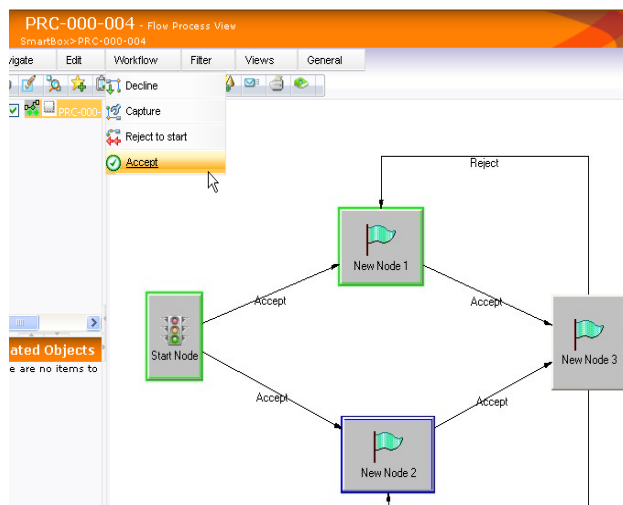 PRC-000-004 - Flow Process View
SmartBox>PRC-000-004
vigate Edit Workflow Filter Views General
Decline
PRC-000-
Capture
Reject to start
Accept
Reject
New Node 1
Accept
Accept
Start Node
New Node 3
ated Objects
e are no items to
Accept
Accept
New Node 2